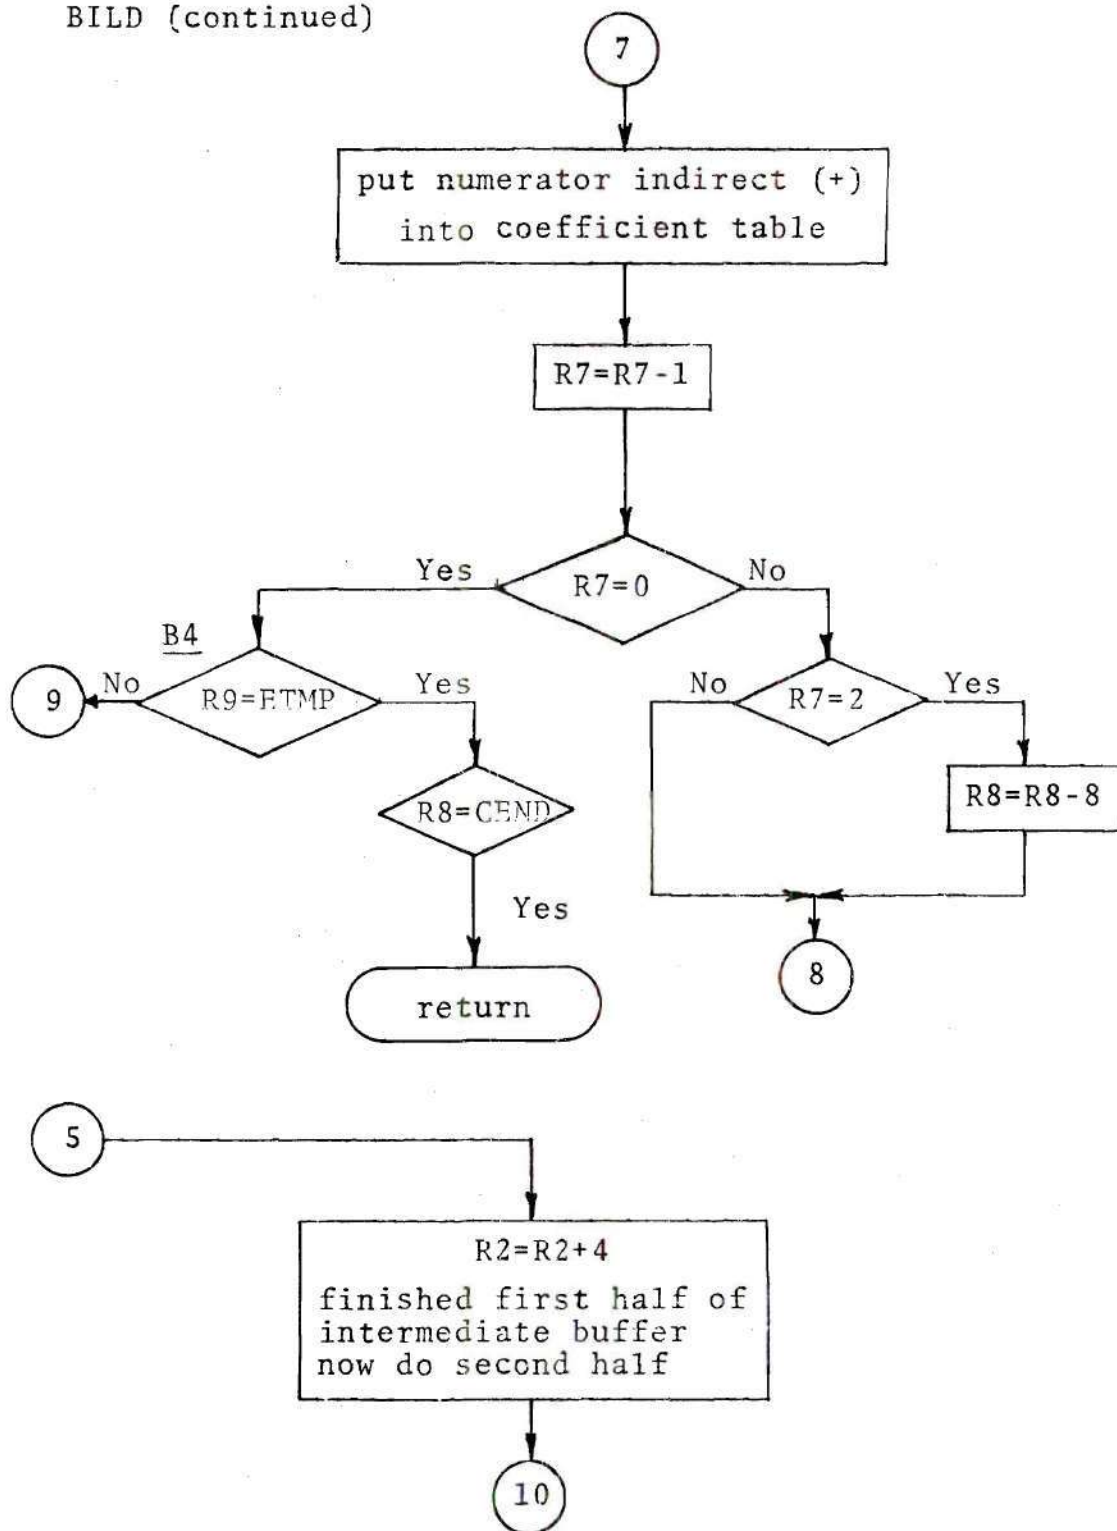 BILD (continued)
7
put numerator indirect (+)
into coefficient table
R7=R7-1
R7=0
Yes
No
B4
R9=ETMP
No
Yes
9
R7=2
No
Yes
R8=CEND
R8=R8-8
Yes
8
return
5
R2=R2+4
finished first half of
intermediate buffer
now do second half
10